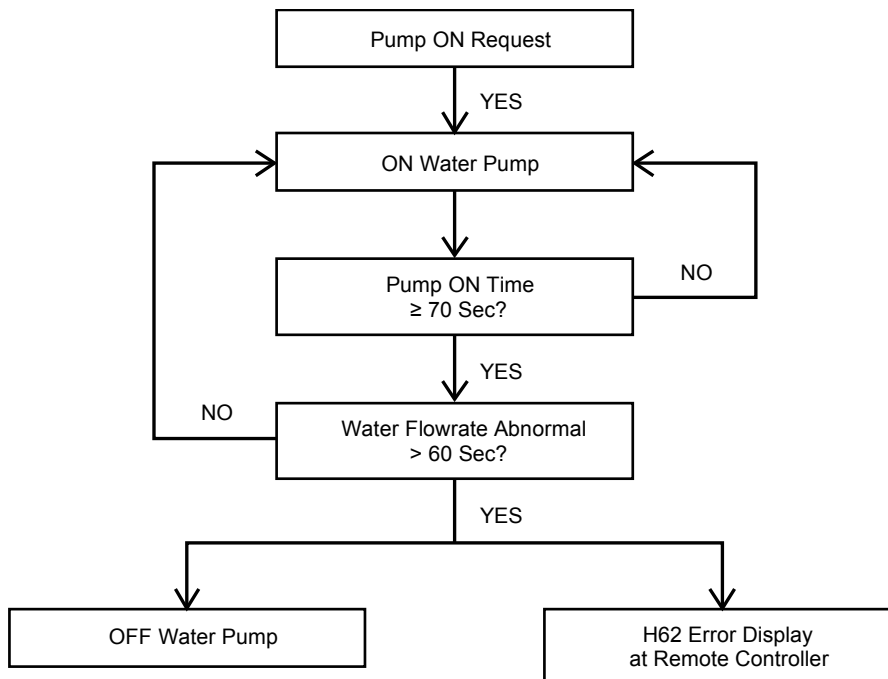 Pump ON Request
YES
ON Water Pump
Pump ON Time
≥ 70 Sec?
NO
YES
NO
Water Flowrate Abnormal
> 60 Sec?
YES
OFF Water Pump
H62 Error Display
at Remote Controller